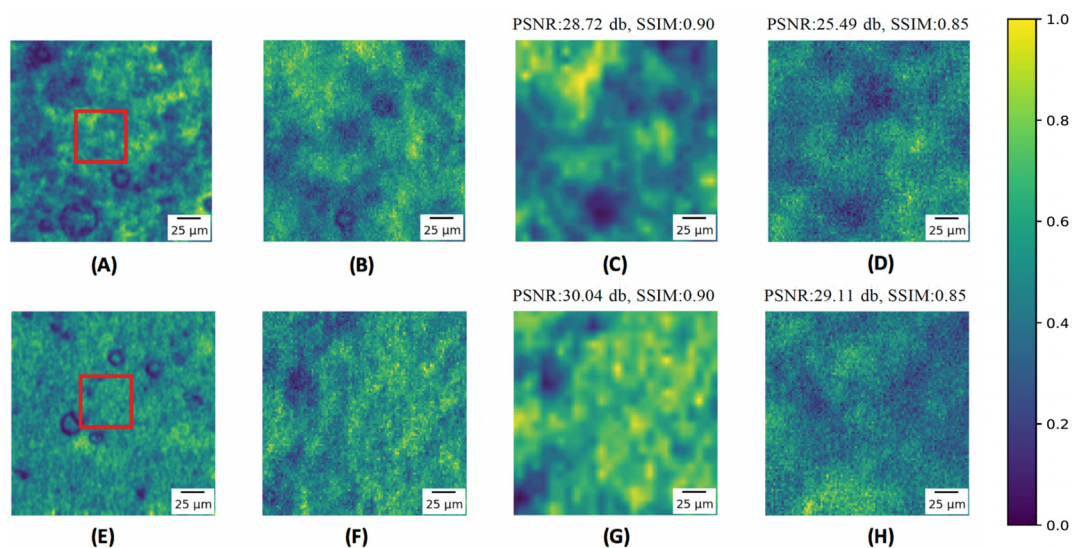 PSNR:28.72 db, SSIM:0.90
PSNR:25.49 db, SSIM:0.85
25 μm
25 μm
25 μm
25 μm
(A)
(B)
(C)
(D)
PSNR:30.04 db, SSIM:0.90
PSNR:29.11 db, SSIM:0.85
25 μm
25 μm
25 μm
25 μm
(E)
(F)
(G)
(H)
1.0
0.8
0.6
0.4
0.2
0.0